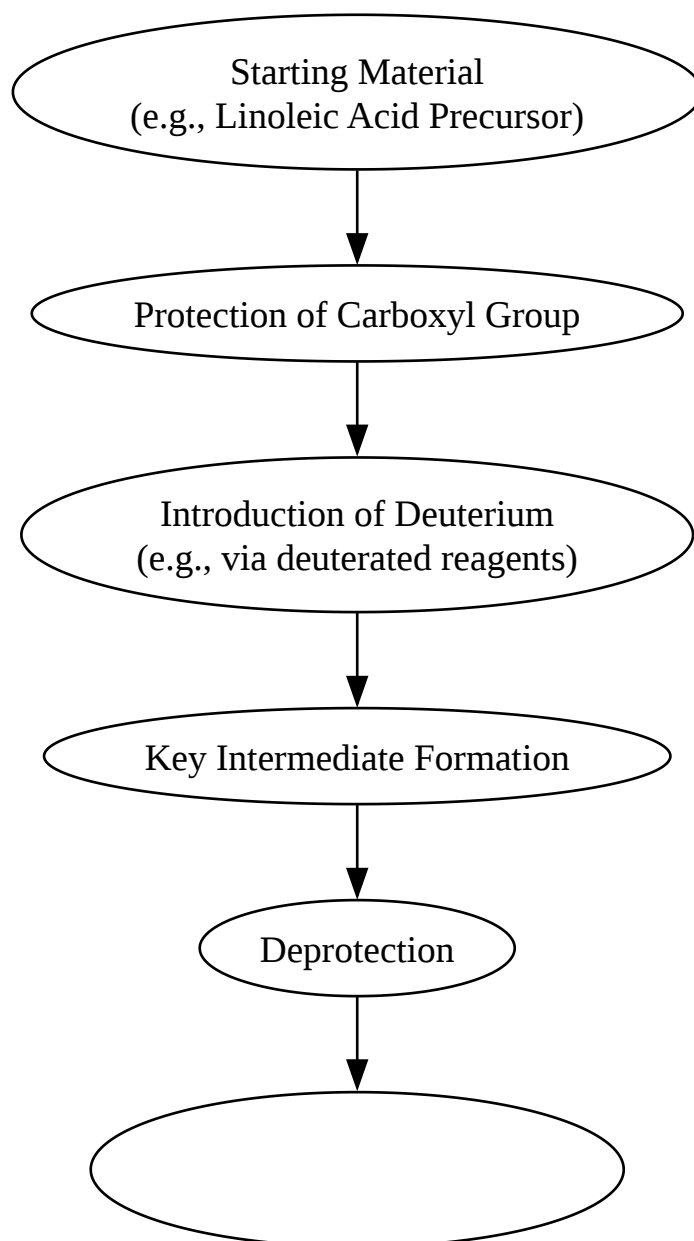 Starting Material
(e.g., Linoleic Acid Precursor)
Protection of Carboxyl Group
Introduction of Deuterium
(e.g., via deuterated reagents)
Key Intermediate Formation
Deprotection